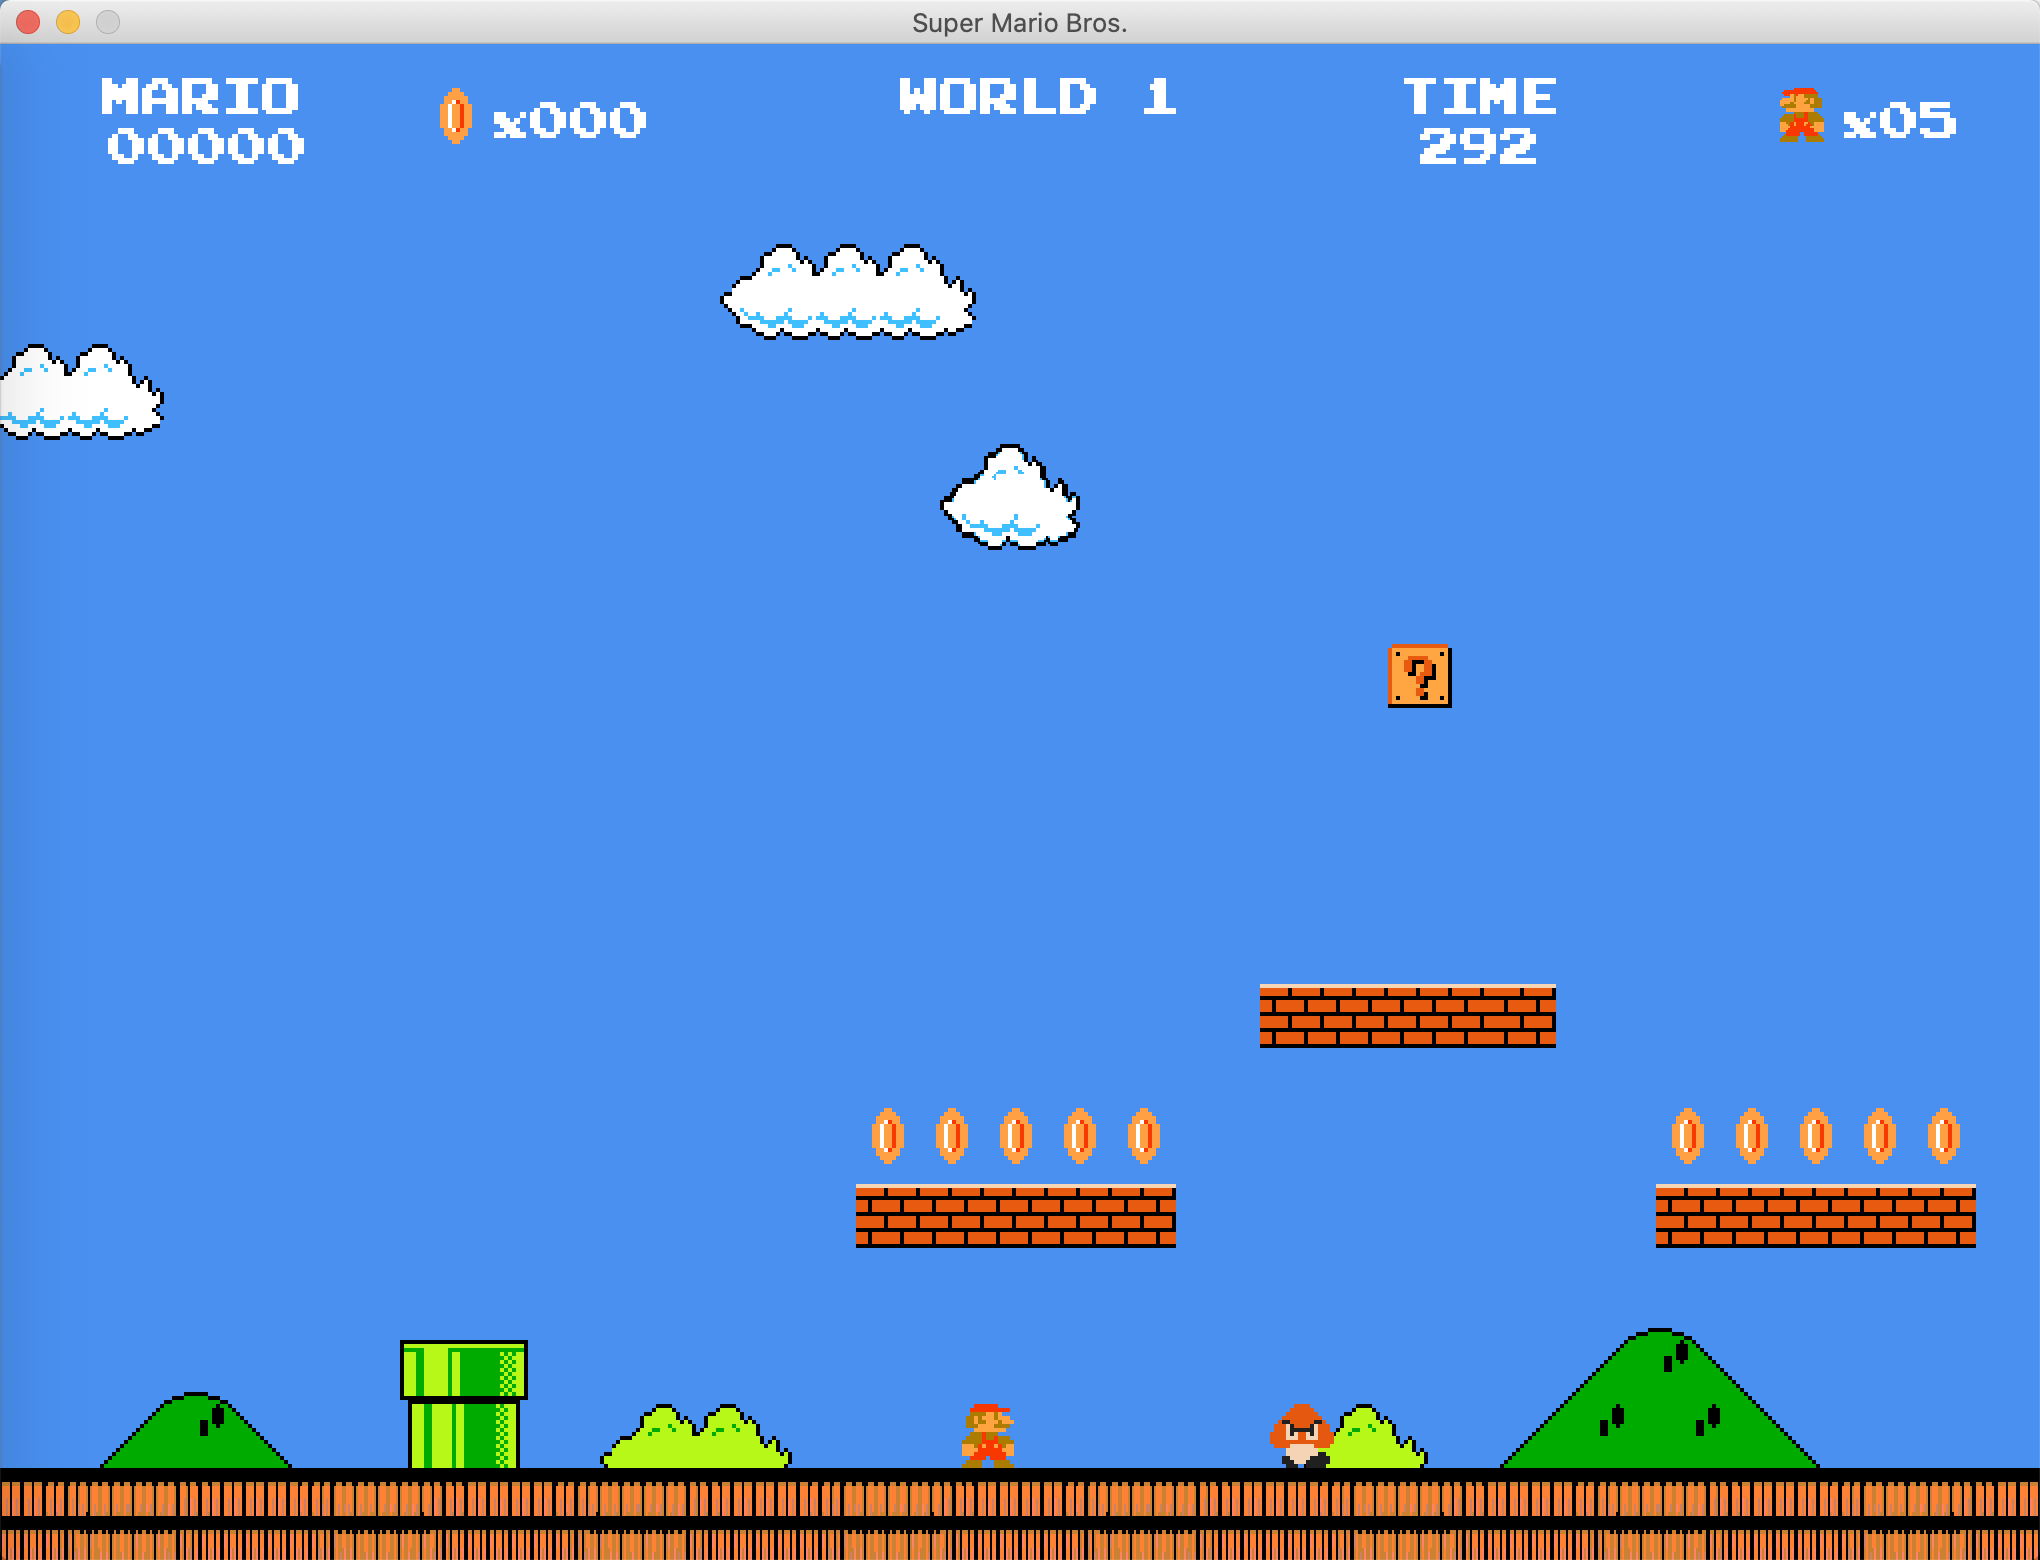 Super Mario Bros.
MARIO
00000
x000
WORLD 1
TIME
292
x05
?